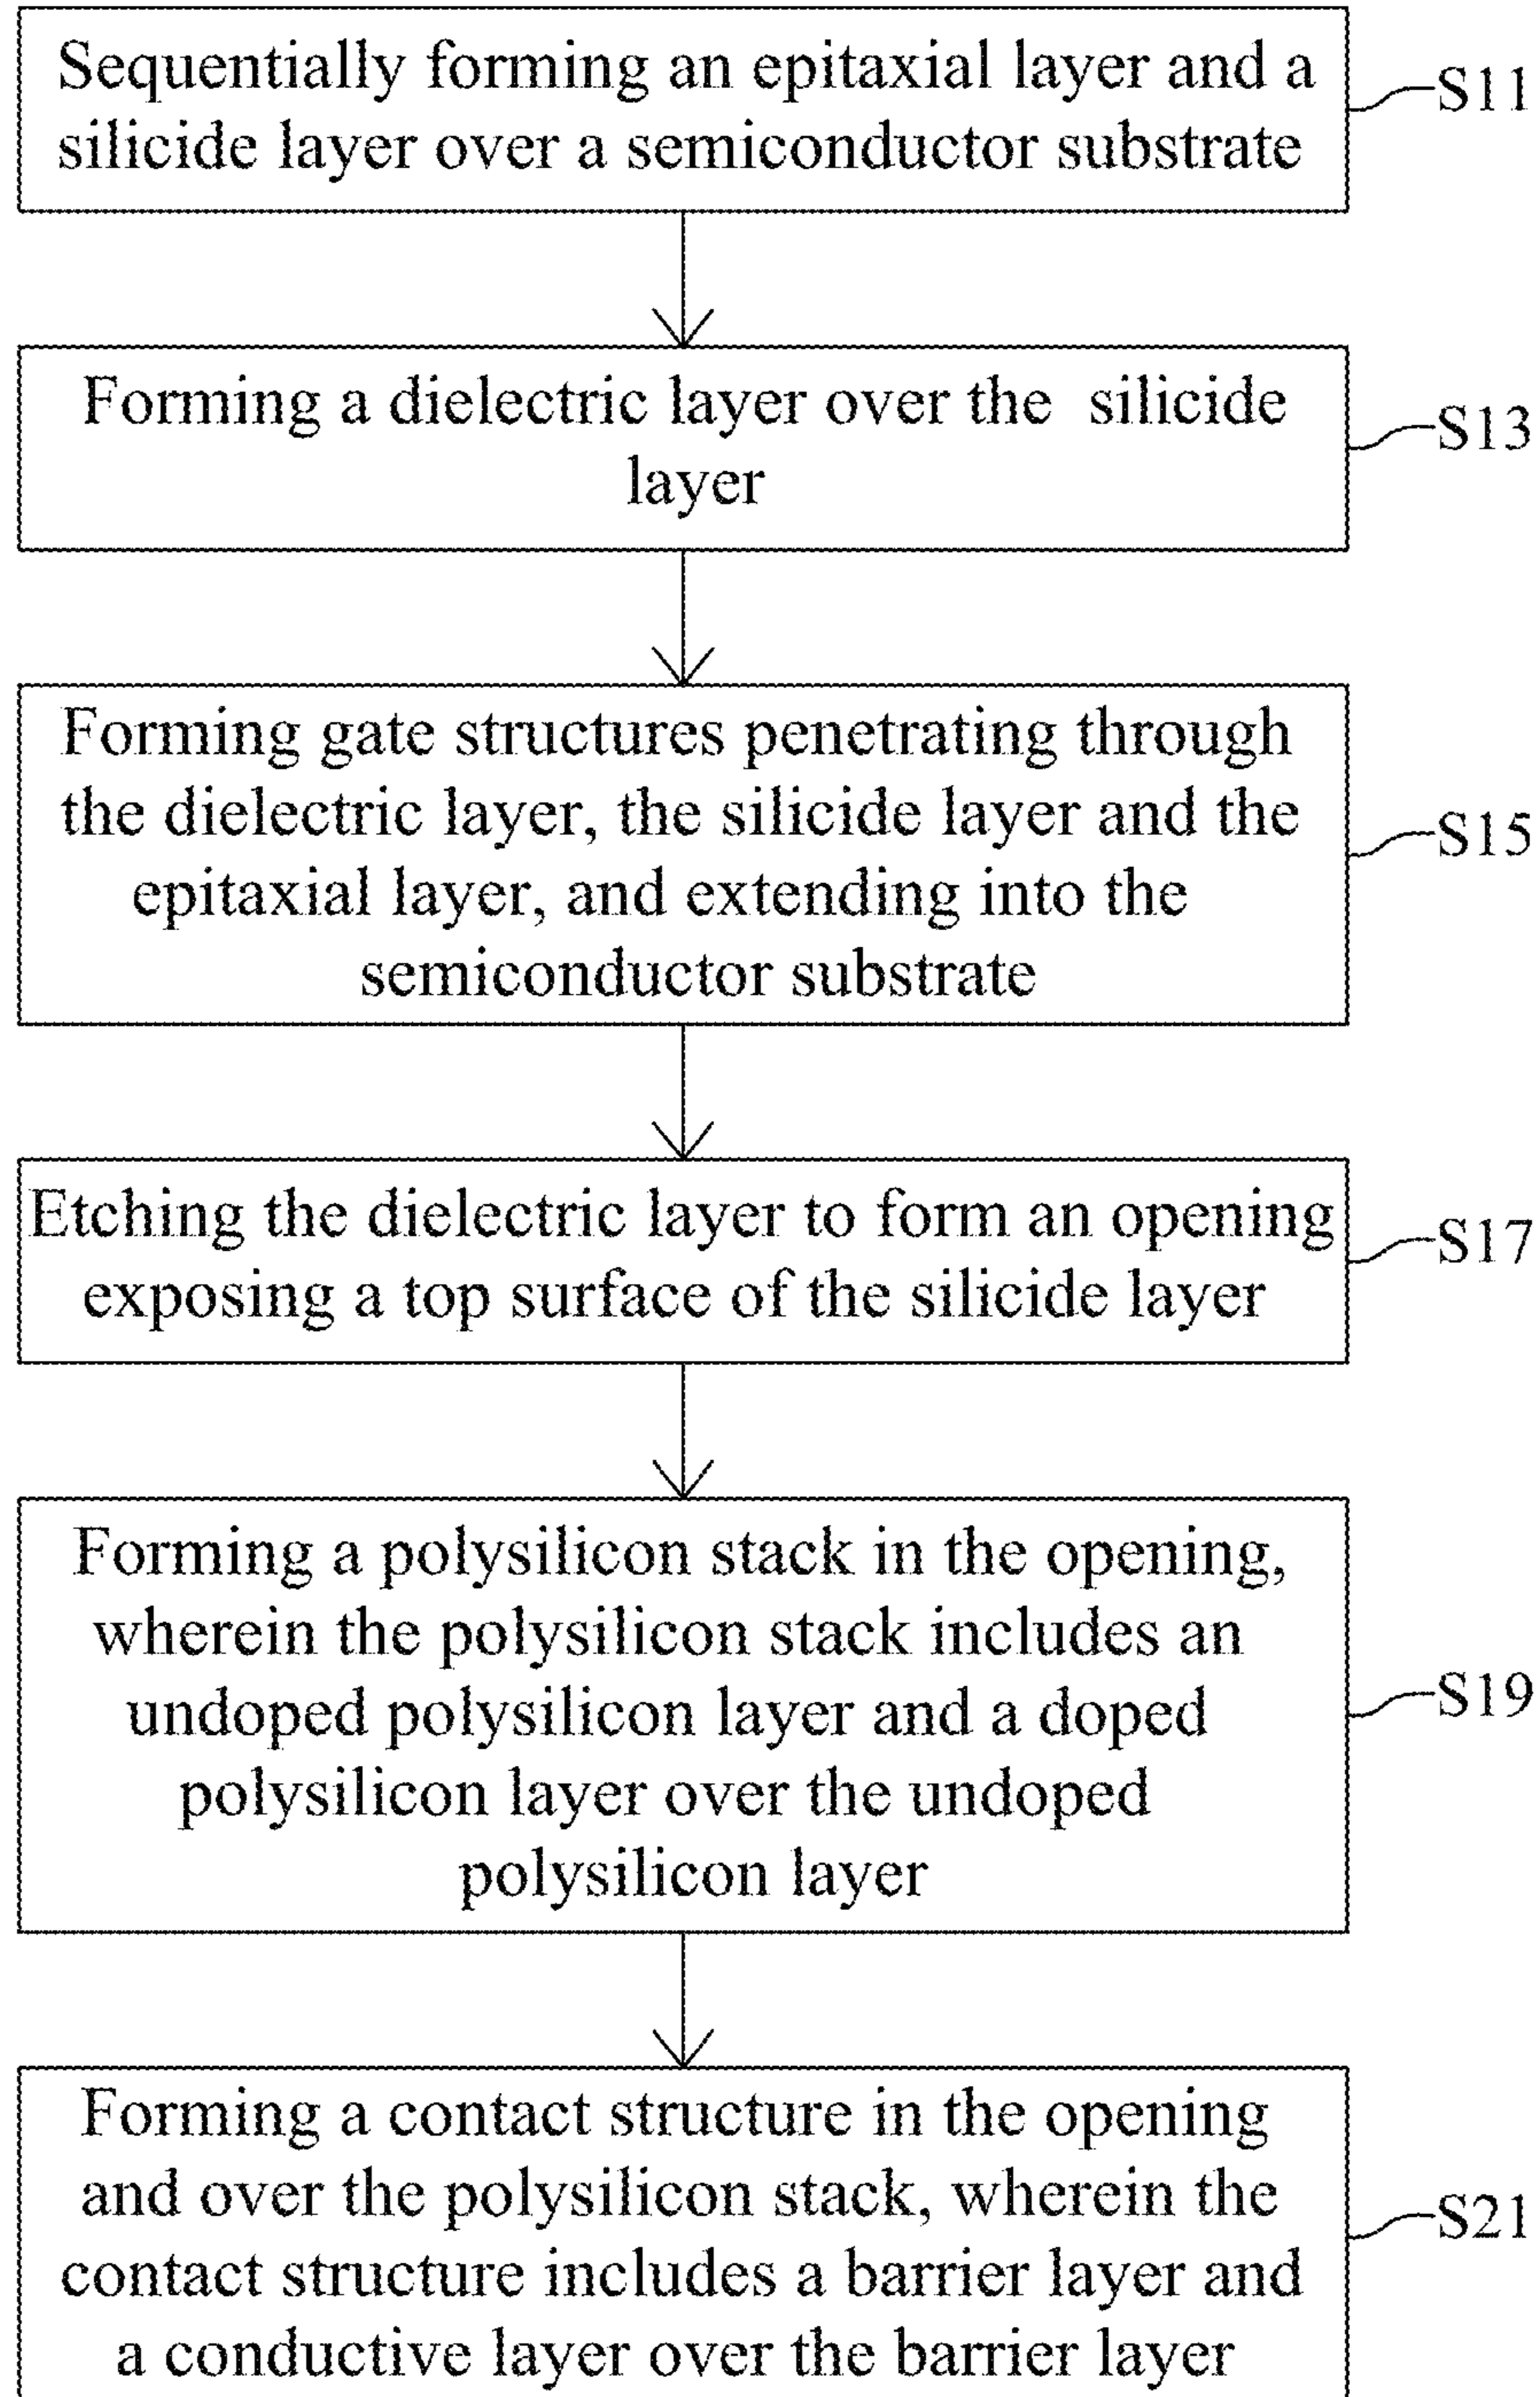 Sequentially forming an epitaxial layer and a
silicide layer over a semiconductor substrate
S11
Forming a dielectric layer over the silicide
layer
S13
Forming gate structures penetrating through
the dielectric layer, the silicide layer and the
epitaxial layer, and extending into the
semiconductor substrate
S15
Etching the dielectric layer to form an opening
exposing a top surface of the silicide layer
S17
Forming a polysilicon stack in the opening,
wherein the polysilicon stack includes an
undoped polysilicon layer and a doped
polysilicon layer over the undoped
polysilicon layer
S19
Forming a contact structure in the opening
and over the polysilicon stack, wherein the
contact structure includes a barrier layer and
a conductive layer over the barrier layer
S21